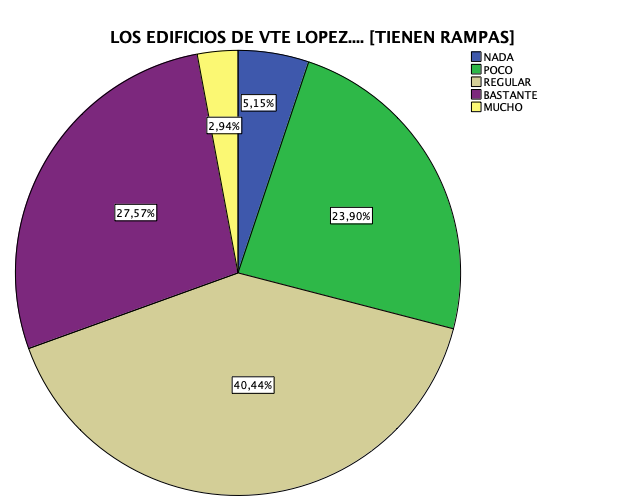 LOS EDIFICIOS DE VTE LOPEZ.... [TIENEN RAMPAS]
NADA
POCO
REGULAR
BASTANTE
MUCHO
5,15%
2,94%
27,57%
23,90%
40,44%